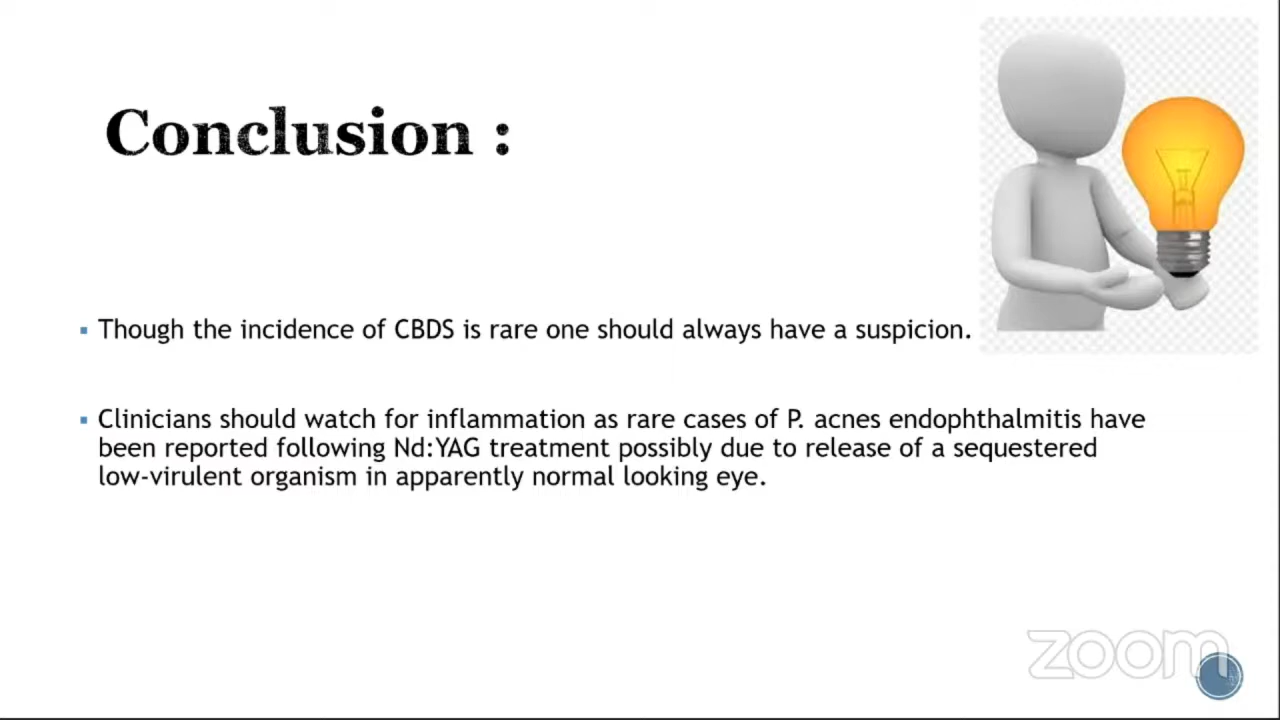 Conclusion :
Though the incidence of CBDS is rare one should always have a suspicion.
Clinicians should watch for inflammation as rare cases of P. acnes endophthalmitis have
been reported following Nd:YAG treatment possibly due to release of a sequestered
low-virulent organism in apparently normal looking eye.
zoom